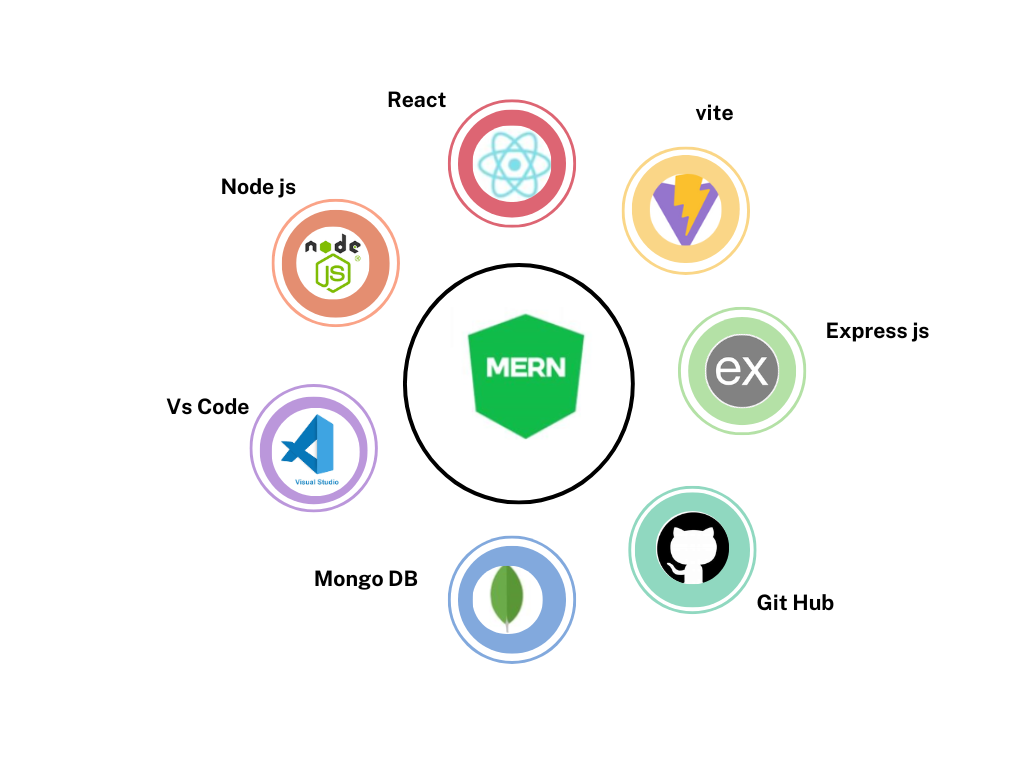 React
vite
Node js
node
JS
®
MERN
Express js
ex
Vs Code
Visual Studio
Mongo DB
Git Hub